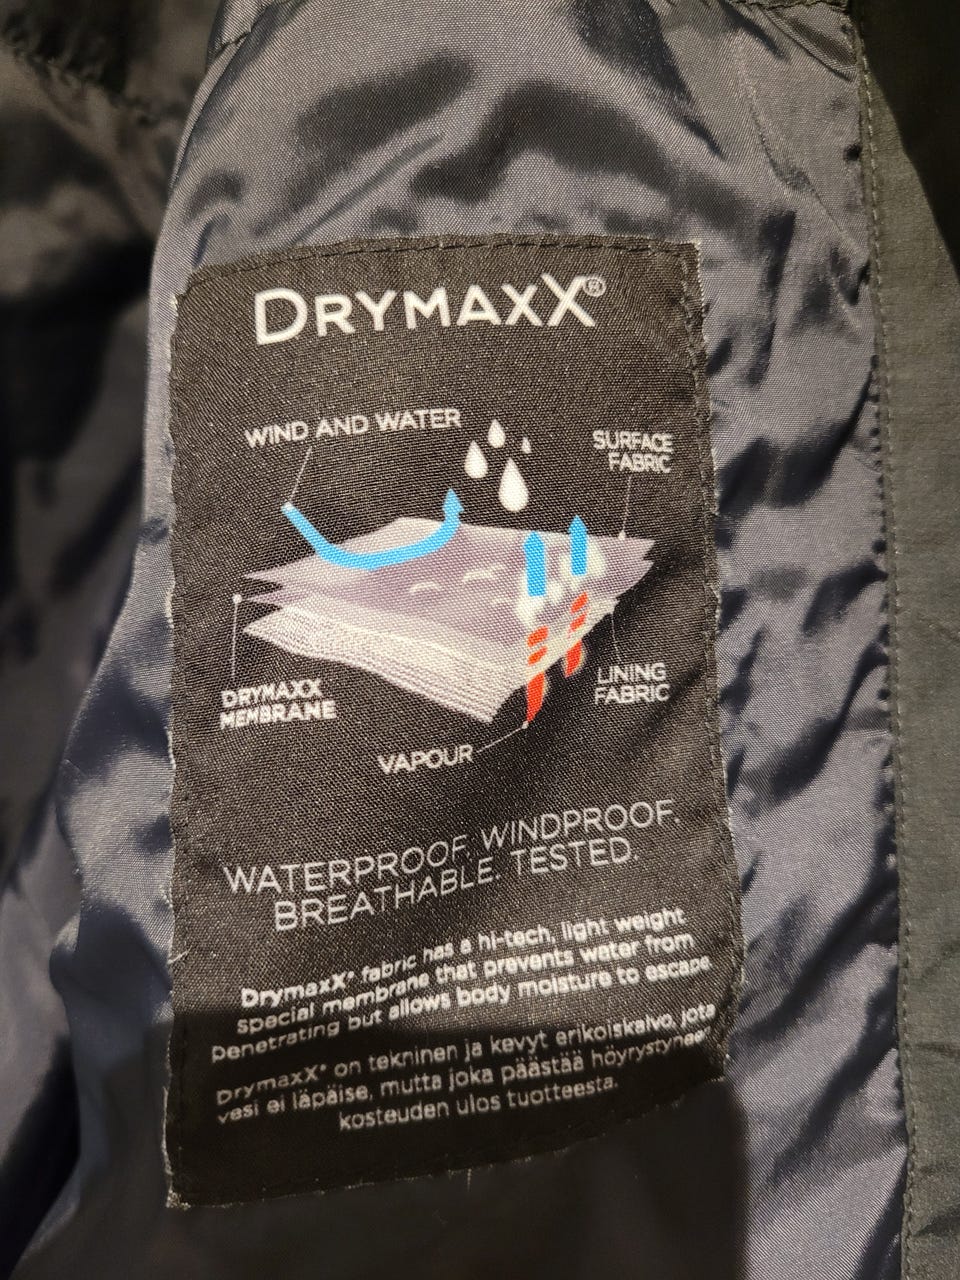 DRYMAXX®
WIND AND WATER
SURFACE
FABRIC
DRYMAXX
MEMBRANE
LINING
FABRIC
VAPOUR
WATERPROOF. WINDPROOF.
BREATHABLE. TESTED.
DrymaxX® fabric has a hi-tech, light weight
special membrane that prevents water from
penetrating but allows body moisture to escape
DrymaxX® on tekninen ja kevyt erikoiskalvo, jota
vesi ei läpäise, mutta joka päästää höyrystyneen
kosteuden ulos tuotteesta.